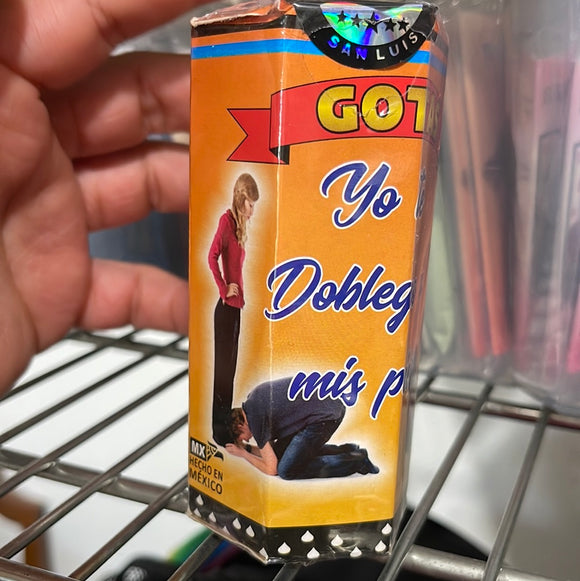 SAN LUIS
GOT
Yo
Dobleg
mis p
MX
HECHO EN
MÉXICO